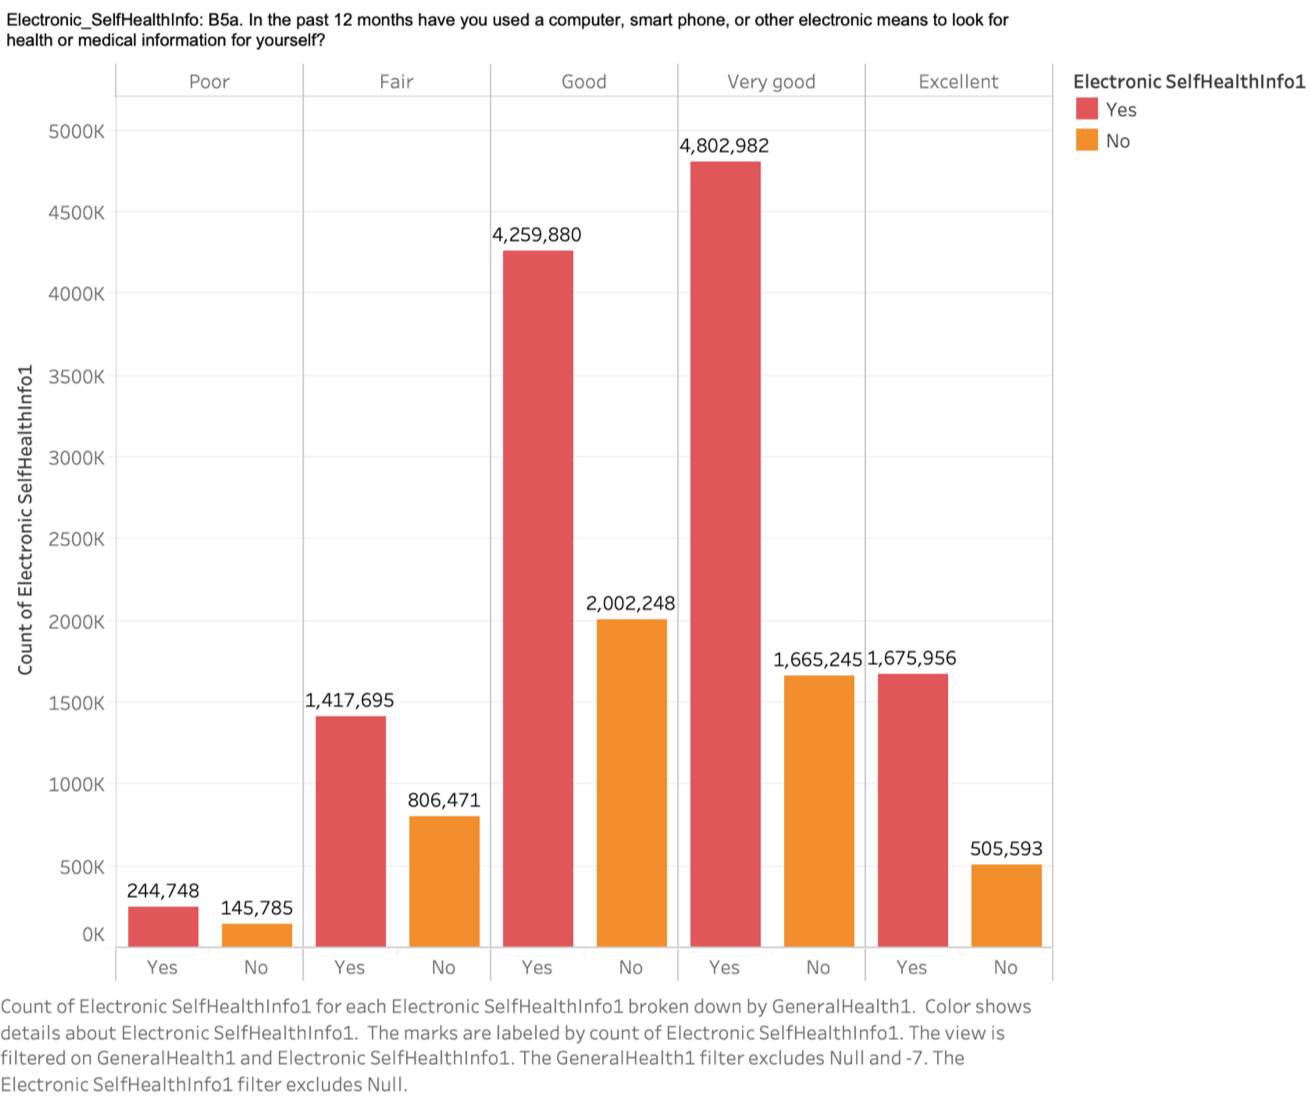 Electronic_SelfHealthInfo: B5a. In the past 12 months have you used a computer, smart phone, or other electronic means to look for
health or medical information for yourself?
Poor Fair Good Very good Excellent
Electronic SelfHealthInfo1
Yes
No
Count of Electronic SelfHealthInfo1
5000K
4500K
4000K
3500K
3000K
2500K
2000K
1500K
1000K
500K
0K
244,748
145,785
1,417,695
806,471
4,259,880
2,002,248
4,802,982
1,665,245
1,675,956
505,593
Yes No Yes No Yes No Yes No Yes No
Count of Electronic SelfHealthInfo1 for each Electronic SelfHealthInfo1 broken down by GeneralHealth1.  Color shows
details about Electronic SelfHealthInfo1.  The marks are labeled by count of Electronic SelfHealthInfo1. The view is
filtered on GeneralHealth1 and Electronic SelfHealthInfo1. The GeneralHealth1 filter excludes Null and -7. The
Electronic SelfHealthInfo1 filter excludes Null.